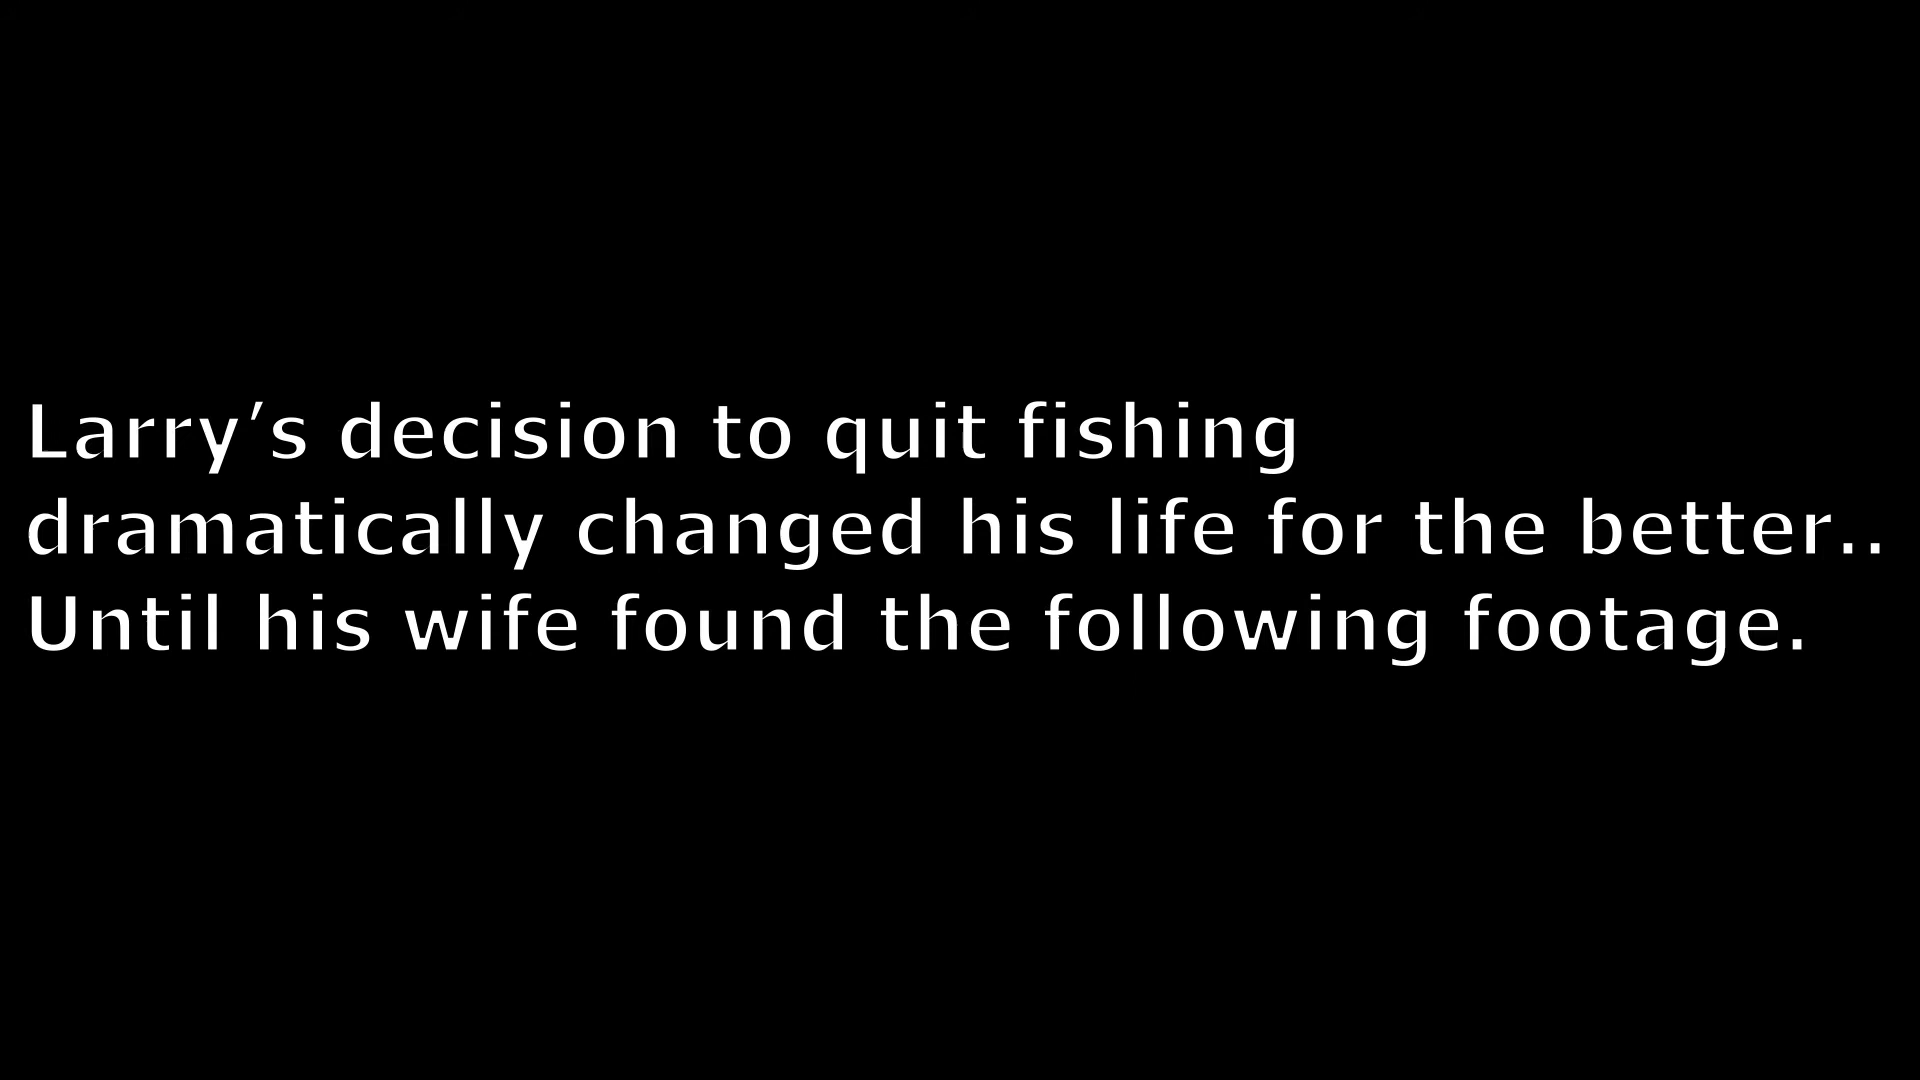 Larry’s decision to quit fishing
dramatically changed his life for the better..
Until his wife found the following footage.